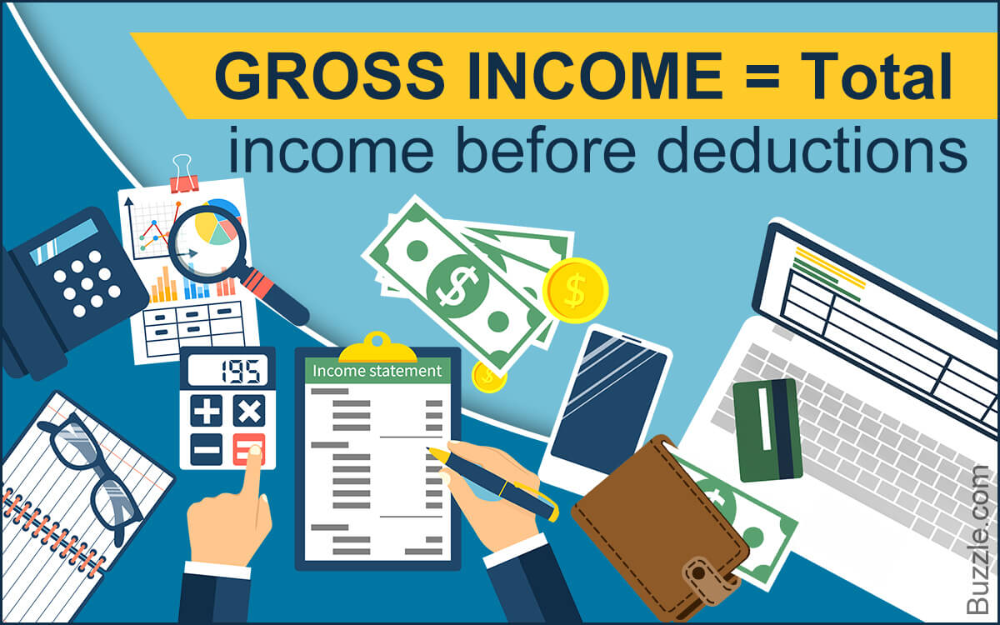 GROSS INCOME = Total
income before deductions
195
Income statement
$
$
$
+ ×
- =
Buzzle.com